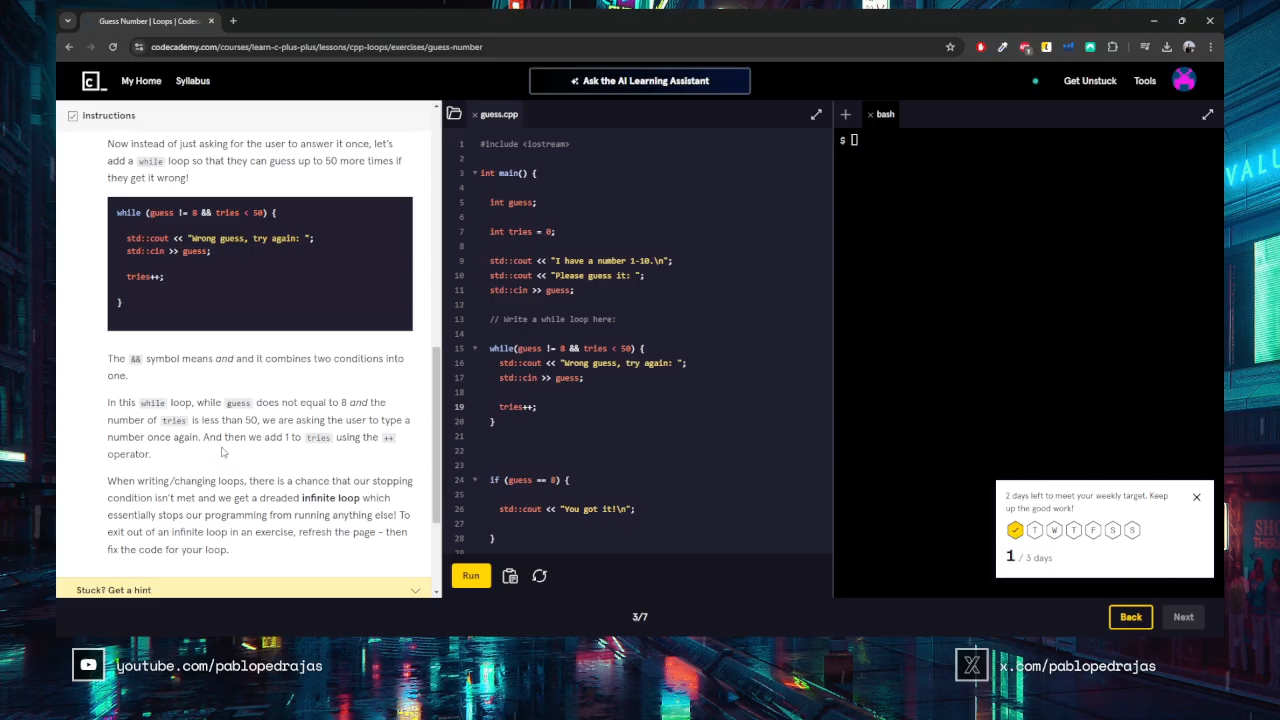 Guess Number | Loops | Codec
codecademy.com/courses/learn-c-plus-plus/lessons/cpp-loops/exercises/guess-number
C_ My Home Syllabus
Ask the AI Learning Assistant
Get Unstuck Tools
Instructions
Now instead of just asking for the user to answer it once, let's
add a while loop so that they can guess up to 50 more times if
they get it wrong!
while (guess != 8 && tries < 50) {
std::cout << "Wrong guess, try again: ";
std::cin >> guess;
tries++;
}
The && symbol means and and it combines two conditions into
one.
In this while loop, while guess does not equal to 8 and the
number of tries is less than 50, we are asking the user to type a
number once again. And then we add 1 to tries using the ++
operator.
When writing/changing loops, there is a chance that our stopping
condition isn't met and we get a dreaded infinite loop which
essentially stops our programming from running anything else! To
exit out of an infinite loop in an exercise, refresh the page - then
fix the code for your loop.
Stuck? Get a hint
guess.cpp
1 #include <iostream>
2
3 int main() {
4
5 int guess;
6
7 int tries = 0;
8
9 std::cout << "I have a number 1-10.\n";
10 std::cout << "Please guess it: ";
11 std::cin >> guess;
12
13 // Write a while loop here:
14
15 while(guess != 8 && tries < 50) {
16 std::cout << "Wrong guess, try again: ";
17 std::cin >> guess;
18
19 tries++;
20 }
21
22
23
24 if (guess == 8) {
25
26 std::cout << "You got it!\n";
27
28 }
29
Run
bash
$
2 days left to meet your weekly target. Keep
up the good work!
T W T F S S
1 / 3 days
3/7
Back Next
VALU
youtube.com/pablopedrajas
X x.com/pablopedrajas